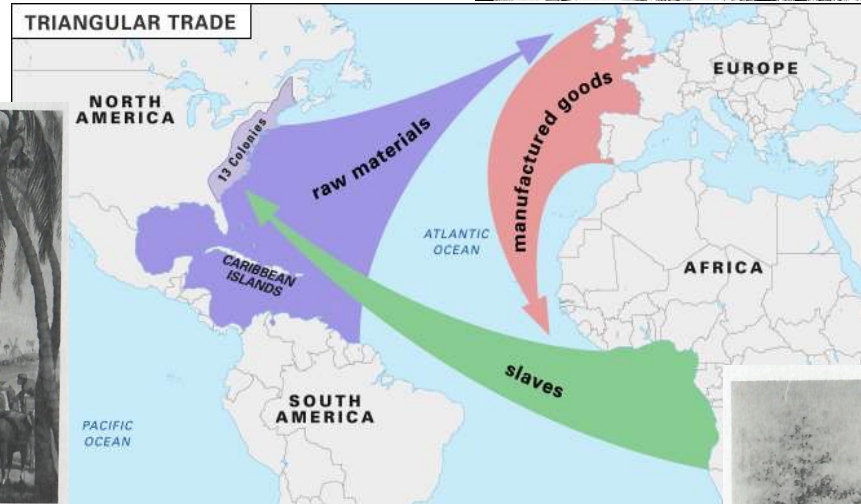 TRIANGULAR TRADE
NORTH
AMERICA
13 Colonies
raw materials
manufactured goods
EUROPE
ATLANTIC
OCEAN
CARIBBEAN
ISLANDS
AFRICA
slaves
SOUTH
AMERICA
PACIFIC
OCEAN